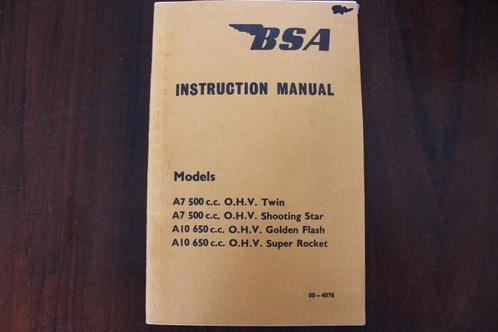 BSA
INSTRUCTION MANUAL
Models
A7 500 c.c. O.H.V. Twin
A7 500 c.c. O.H.V. Shooting Star
A10 650 c.c. O.H.V. Golden Flash
A10 650 c.c. O.H.V. Super Rocket
00-4078